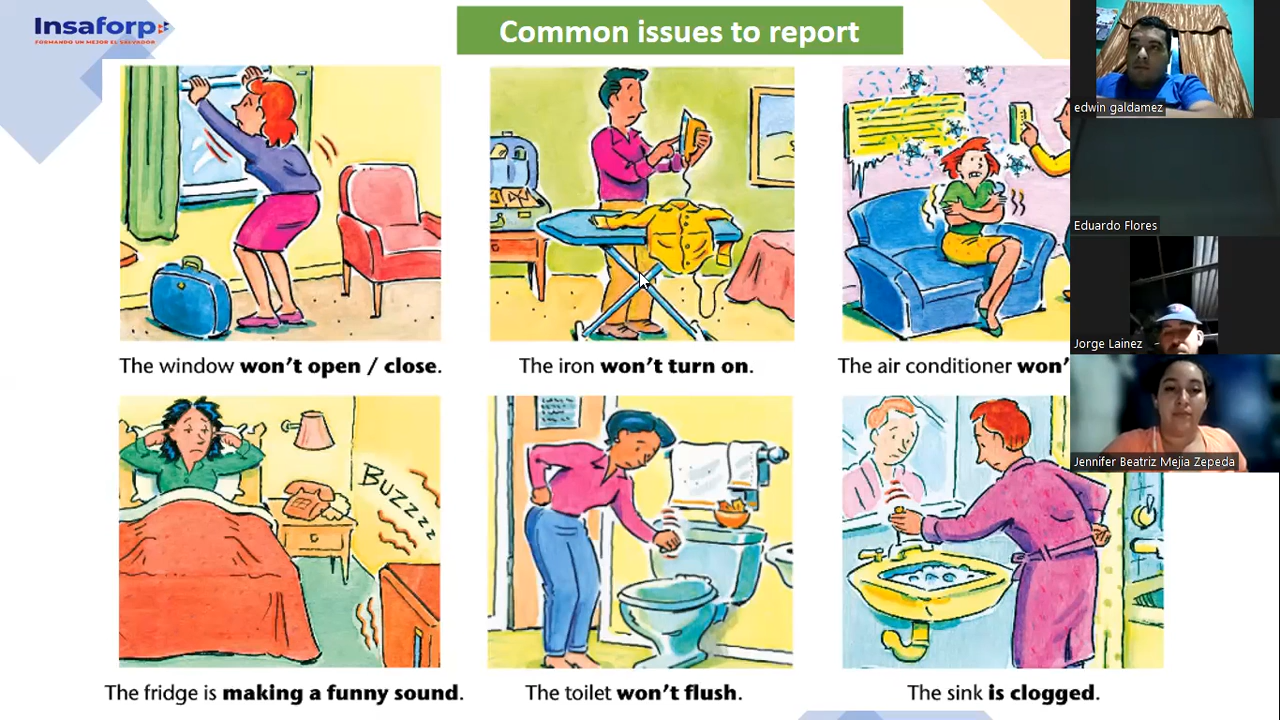 Insaforp
FORMANDO UN MEJOR EL SALVADOR
Common issues to report
edwin galdamez
Eduardo Flores
Jorge Lainez
Jennifer Beatriz Mejia Zepeda
The window won't open / close.
The iron won't turn on.
The air conditioner won'
BUZZZZ
The fridge is making a funny sound.
The toilet won't flush.
The sink is clogged.